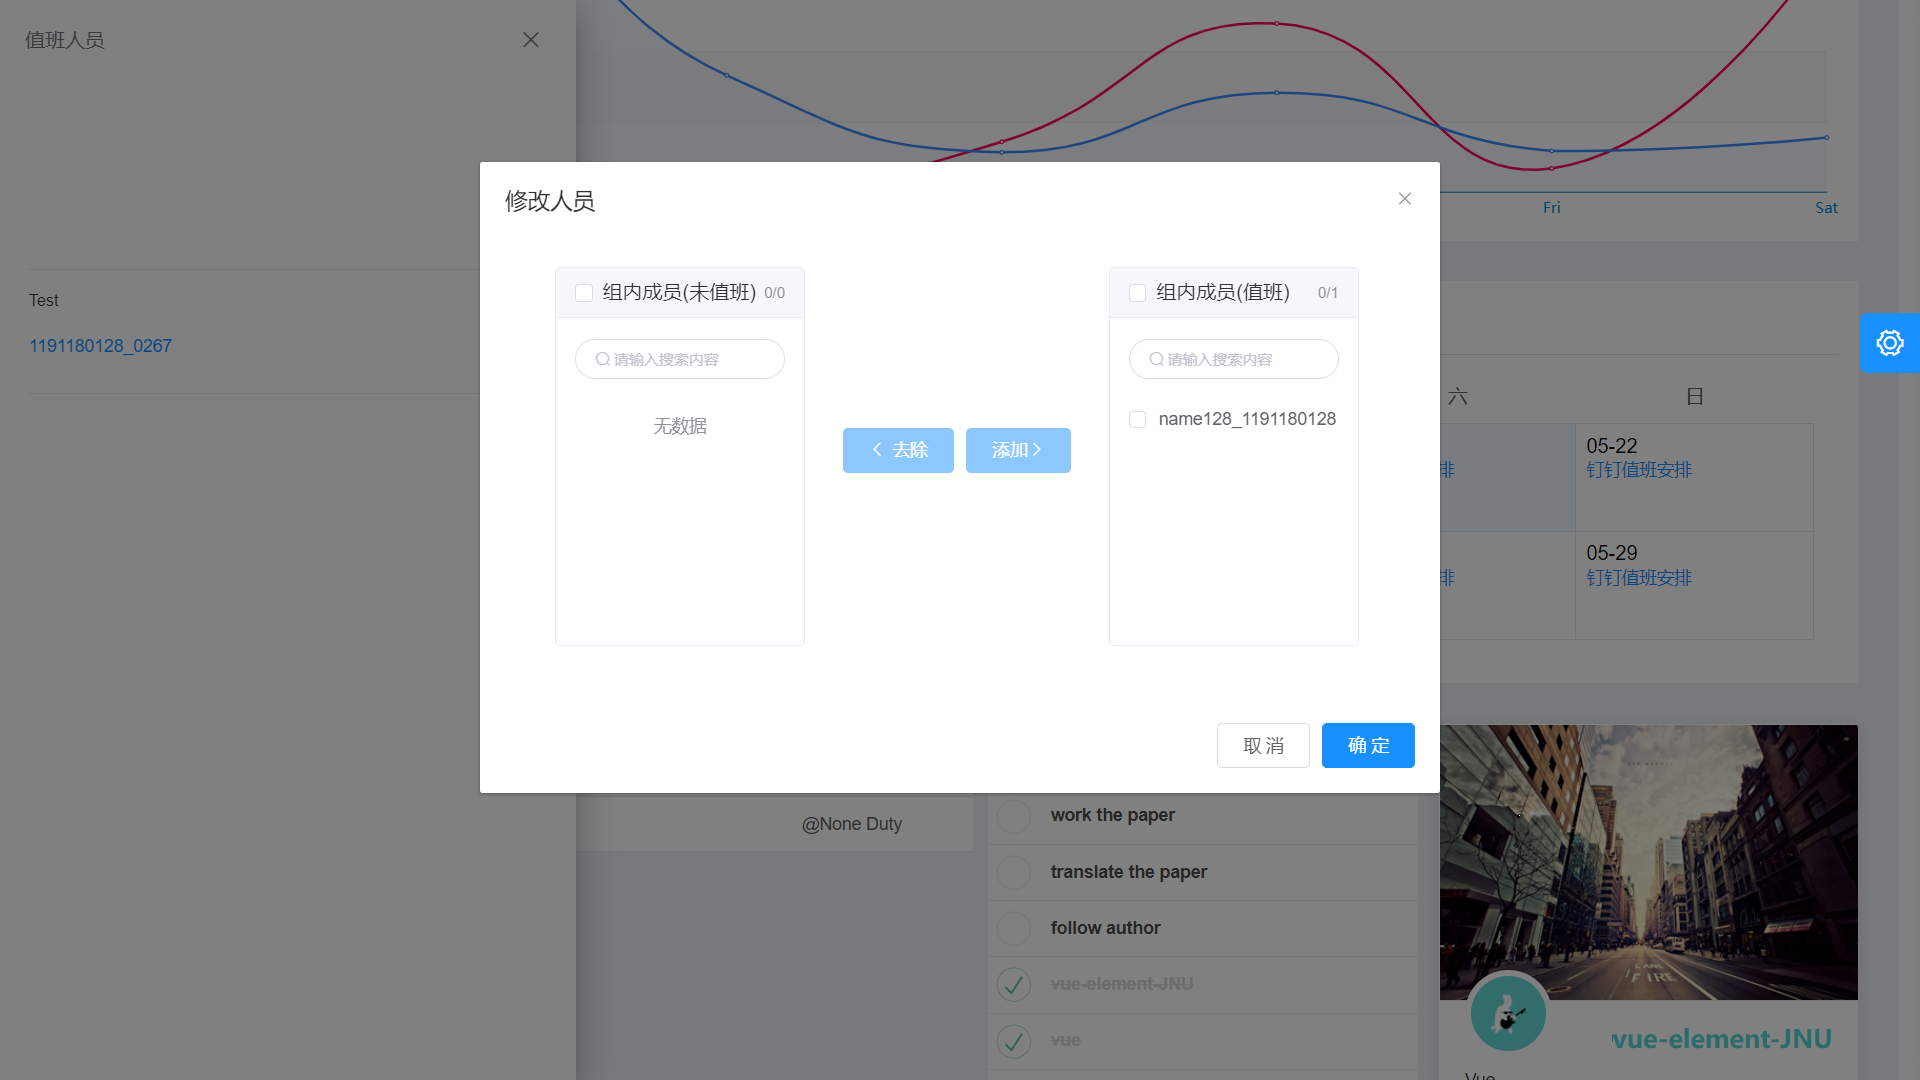 值班人员
Test
1191180128_0267
Fri
Sat
修改人员
组内成员(未值班) 0/0
请输入搜索内容
无数据
去除
添加
组内成员(值班) 0/1
请输入搜索内容
name128_1191180128
取 消
确 定
六
日
排
05-22
钉钉值班安排
排
05-29
钉钉值班安排
@None Duty
work the paper
translate the paper
follow author
vue-element-JNU
vue
LANE
FIRE
vue-element-JNU
Vue